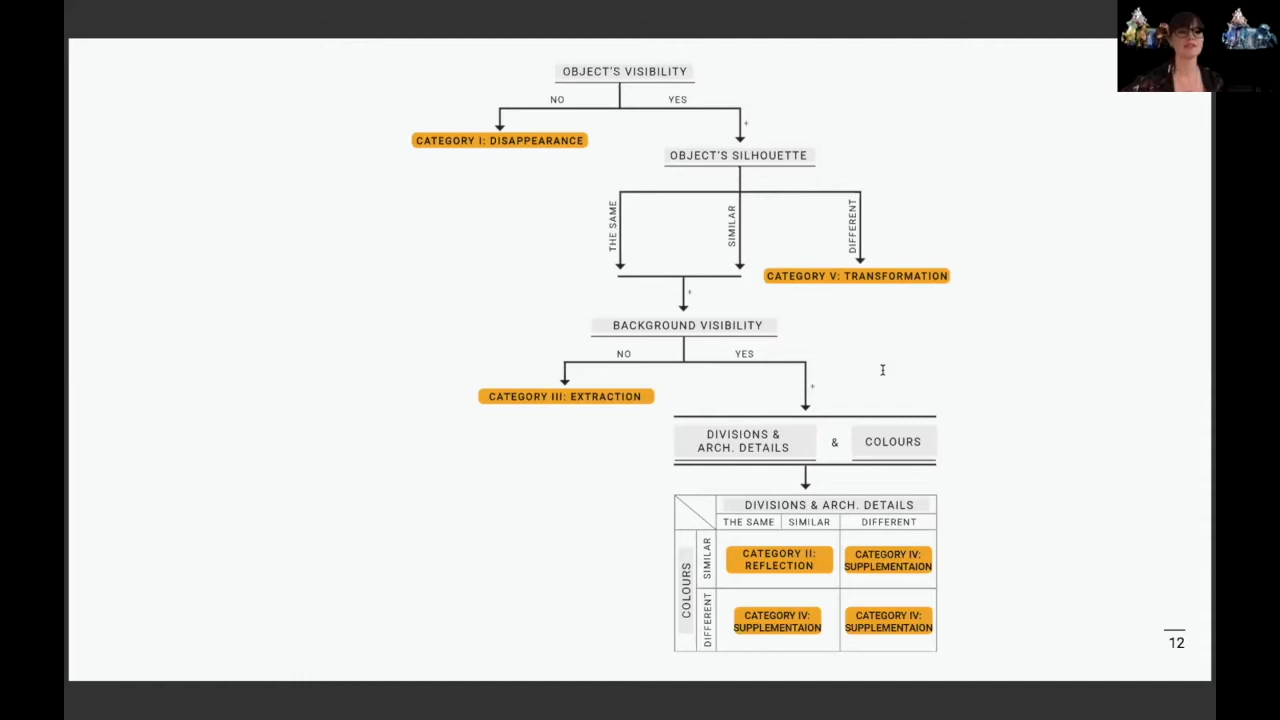 OBJECT'S VISIBILITY
NO
YES
CATEGORY I: DISAPPEARANCE
+
OBJECT'S SILHOUETTE
THE SAME
SIMILAR
DIFFERENT
CATEGORY V: TRANSFORMATION
+
BACKGROUND VISIBILITY
NO
YES
CATEGORY III: EXTRACTION
+
DIVISIONS &
ARCH. DETAILS
&
COLOURS
DIVISIONS & ARCH. DETAILS
THE SAME
SIMILAR
DIFFERENT
COLOURS
SIMILAR
CATEGORY II:
REFLECTION
CATEGORY IV:
SUPPLEMENTAION
DIFFERENT
CATEGORY IV:
SUPPLEMENTAION
CATEGORY IV:
SUPPLEMENTAION
12